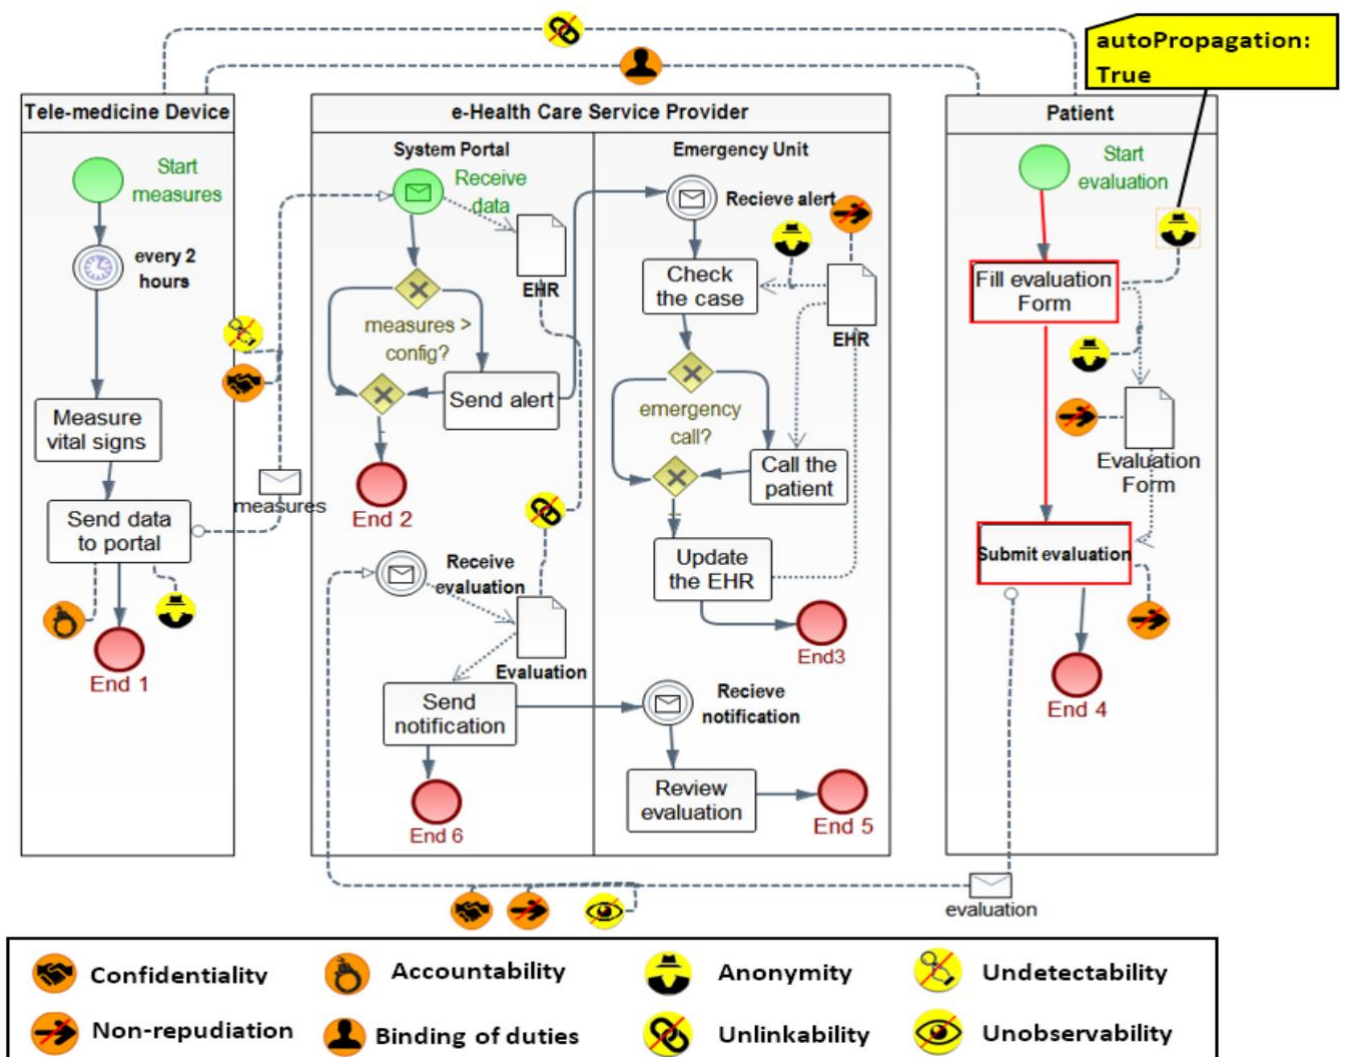 autoPropagation:
True
Tele-medicine Device
Start
measures
every 2
hours
Measure
vital signs
Send data
to portal
End 1
measures
e-Health Care Service Provider
System Portal
Receive
data
EHR
measures >
config?
Send alert
End 2
Receive
evaluation
Evaluation
Send
notification
End 6
Emergency Unit
Recieve alert
Check
the case
EHR
emergency
call?
Call the
patient
Update
the EHR
End3
Recieve
notification
Review
evaluation
End 5
Patient
Start
evaluation
Fill evaluation
Form
Evaluation
Form
Submit evaluation
End 4
evaluation
Confidentiality
Accountability
Anonymity
Undetectability
Non-repudiation
Binding of duties
Unlinkability
Unobservability